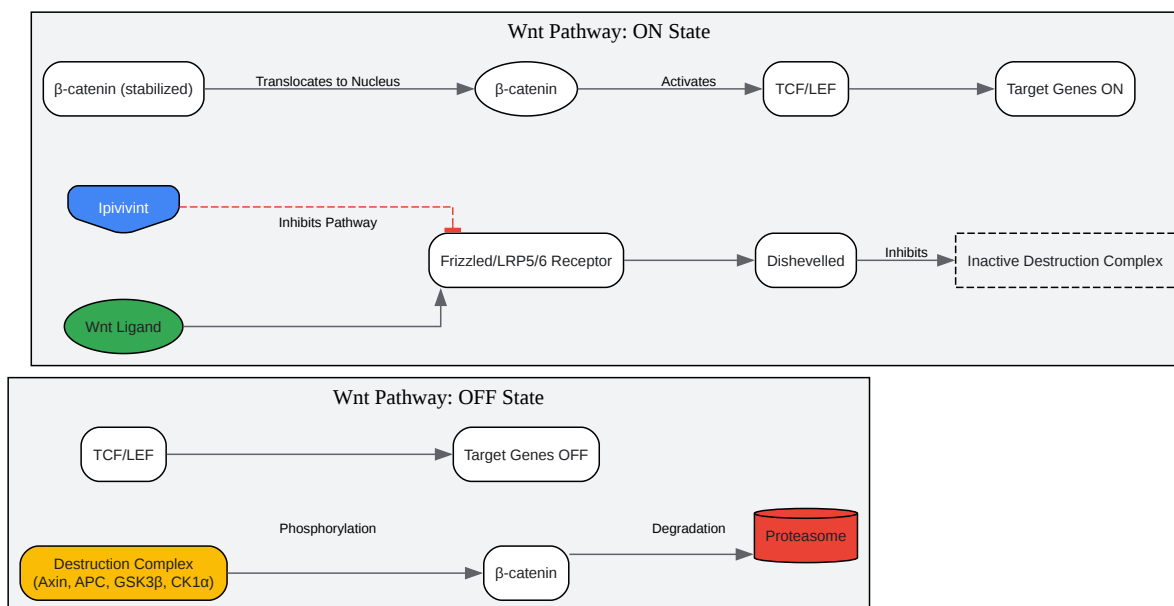 Wnt Pathway: ON State
β-catenin (stabilized)
Translocates to Nucleus
β-catenin
Activates
TCF/LEF
Target Genes ON
Ipivivint
Inhibits Pathway
Frizzled/LRP5/6 Receptor
Dishevelled
Inhibits
Inactive Destruction Complex
Wnt Ligand
Wnt Pathway: OFF State
TCF/LEF
Target Genes OFF
Destruction Complex
(Axin, APC, GSK3β, CK1α)
Phosphorylation
β-catenin
Degradation
Proteasome